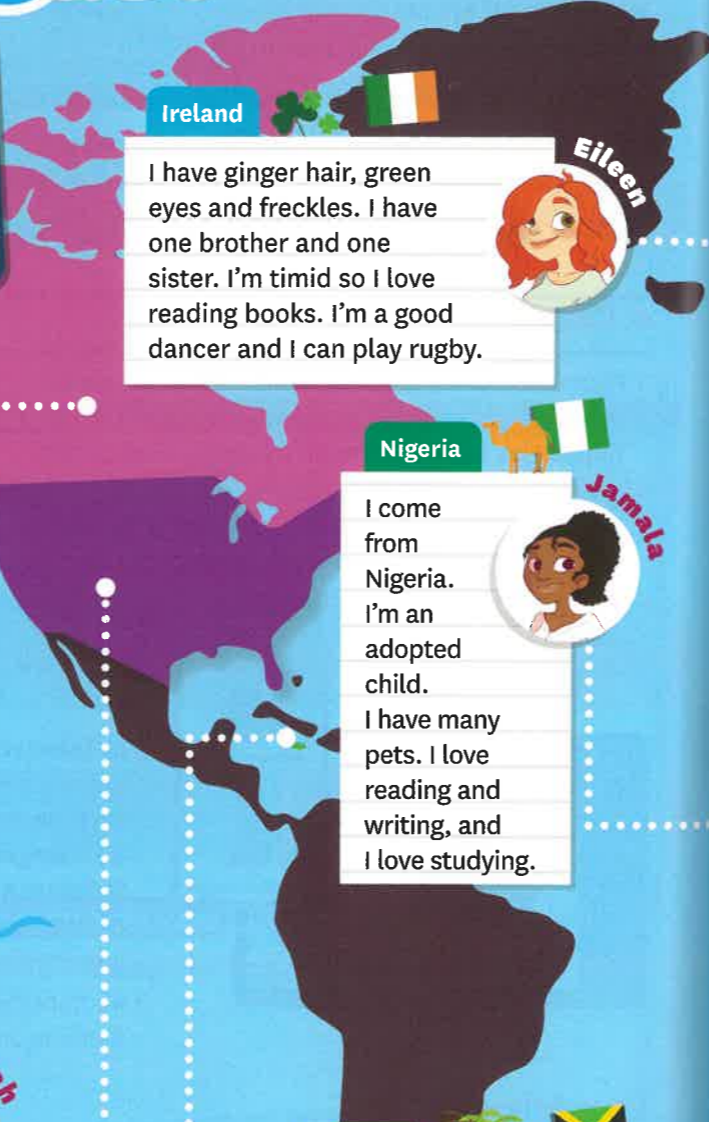 Ireland
I have ginger hair, green
eyes and freckles. I have
one brother and one
sister. I'm timid so I love
reading books. I'm a good
dancer and I can play rugby.
Eileen
Nigeria
I come
from
Nigeria.
I'm an
adopted
child.
I have many
pets. I love
reading and
writing, and
I love studying.
Jamala